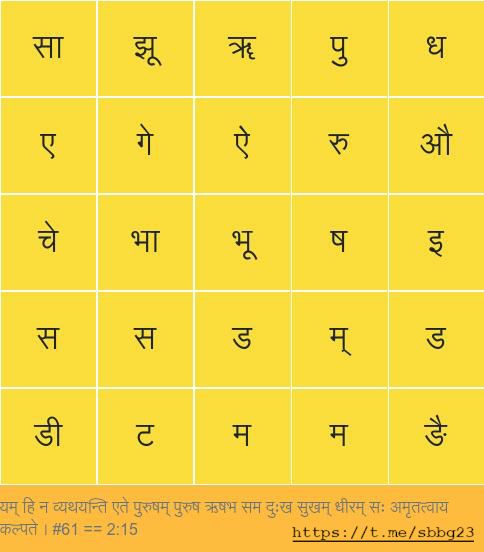 सा झू ॠ पु ध
ए गे ऐ रु औ
चे भा भू ष इ
स स ड म् ड
डी ट म म ङै
यम् हि न व्यथयन्ति एते पुरुषम् पुरुष ऋषभ सम दुःख सुखम् धीरम् सः अमृतत्वाय
कल्पते । #61 == 2:15
https://t.me/sbbg23